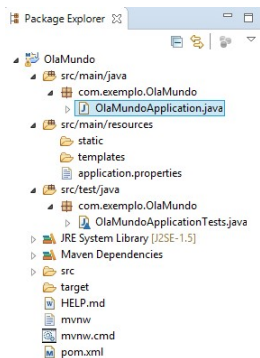 Package Explorer
OlaMundo
src/main/java
com.exemplo.OlaMundo
OlaMundoApplication.java
src/main/resources
static
templates
application.properties
src/test/java
com.exemplo.OlaMundo
OlaMundoApplicationTests.java
JRE System Library [J2SE-1.5]
Maven Dependencies
src
target
HELP.md
mvnw
mvnw.cmd
pom.xml